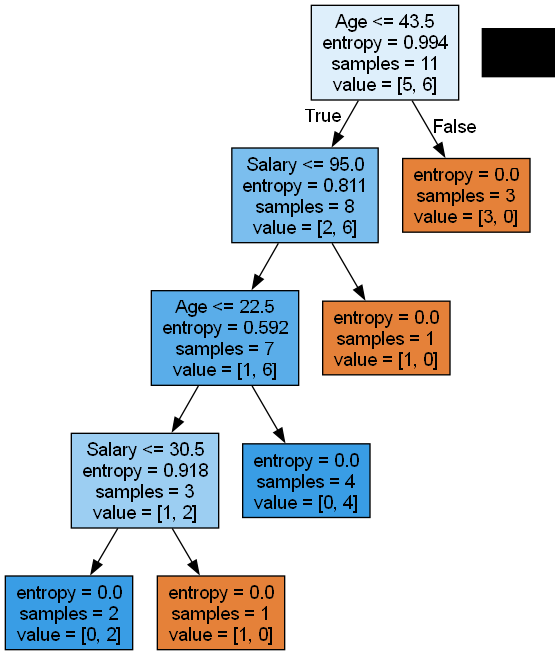 Age <= 43.5
entropy = 0.994
samples = 11
value = [5, 6]
True
False
Salary <= 95.0
entropy = 0.811
samples = 8
value = [2, 6]
entropy = 0.0
samples = 3
value = [3, 0]
Age <= 22.5
entropy = 0.592
samples = 7
value = [1, 6]
entropy = 0.0
samples = 1
value = [1, 0]
Salary <= 30.5
entropy = 0.918
samples = 3
value = [1, 2]
entropy = 0.0
samples = 4
value = [0, 4]
entropy = 0.0
samples = 2
value = [0, 2]
entropy = 0.0
samples = 1
value = [1, 0]